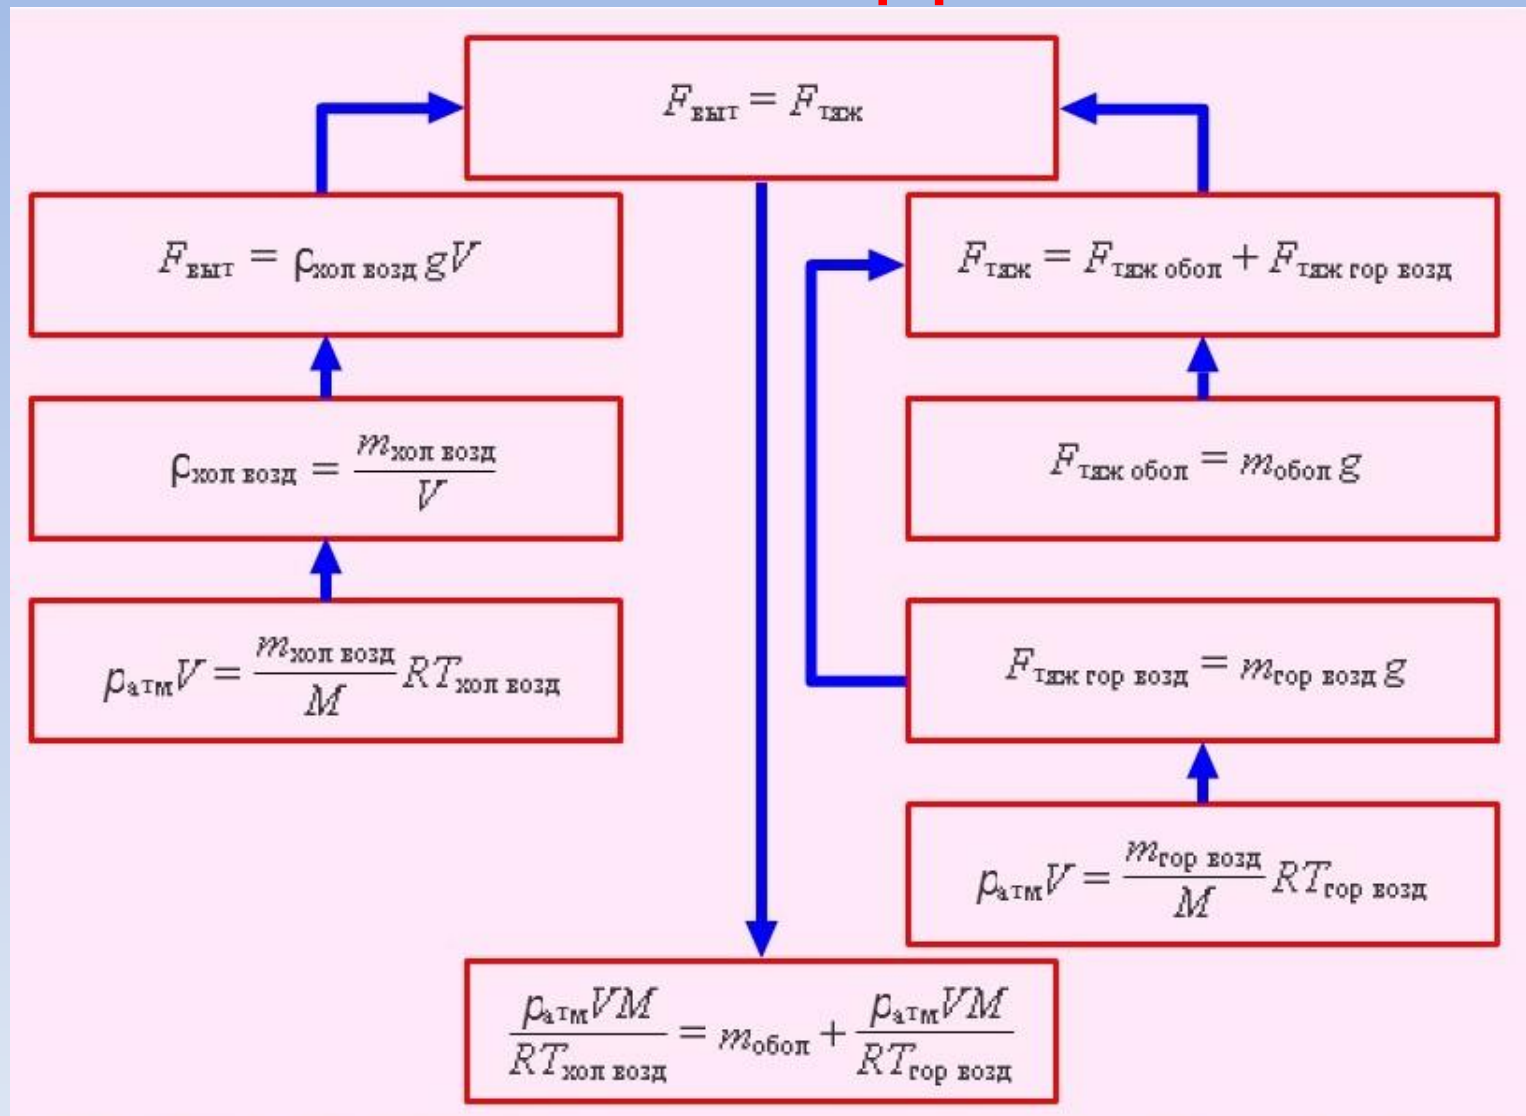 F_выт = F_тяж
F_выт = ρ_хол возд gV
F_тяж = F_тяж обол + F_тяж гор возд
ρ_хол возд = m_хол возд / V
F_тяж обол = m_обол g
p_атм V = m_хол возд / M RT_хол возд
F_тяж гор возд = m_гор возд g
p_атм V = m_гор возд / M RT_гор возд
p_атм VM / RT_хол возд = m_обол + p_атм VM / RT_гор возд